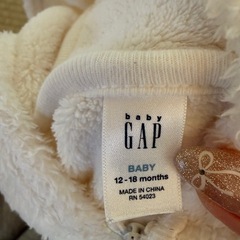 baby
GAP
BABY
12-18 months
MADE IN CHINA
RN 54023